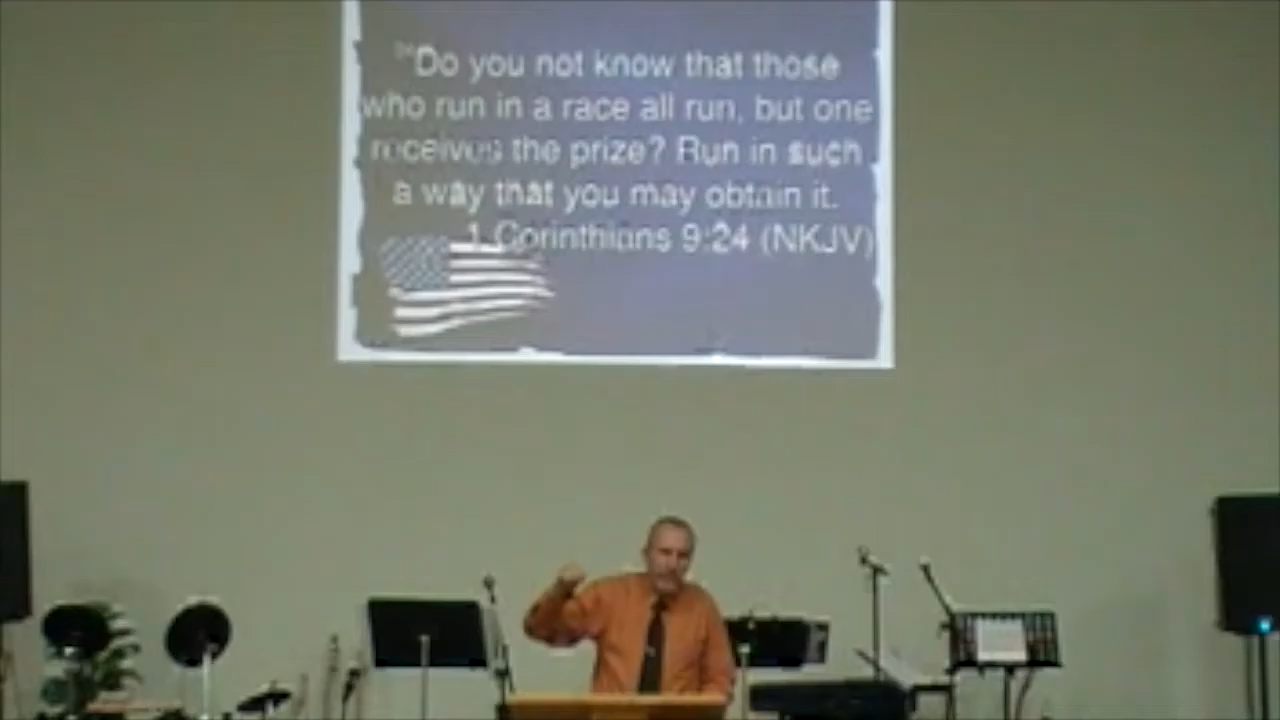 24"Do you not know that those
who run in a race all run, but one
receives the prize? Run in such
a way that you may obtain it.
1 Corinthians 9:24 (NKJV)